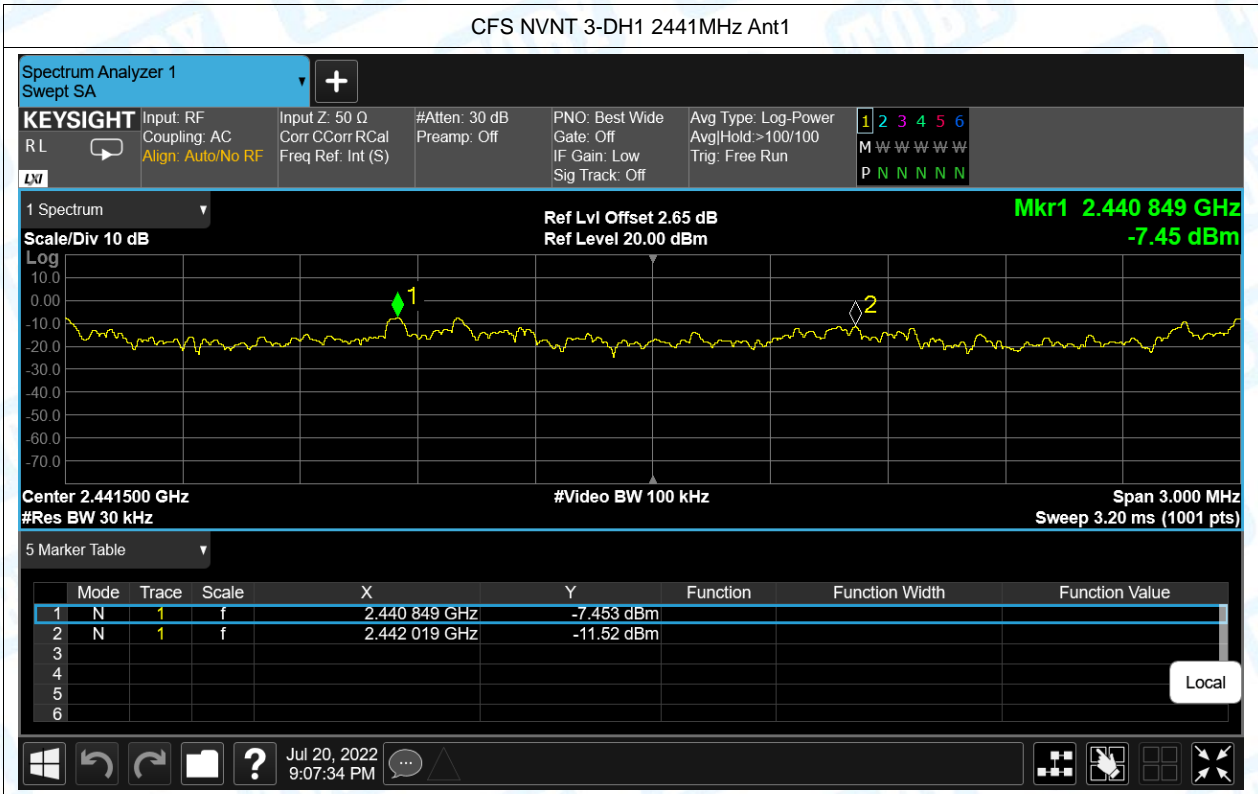 CFS NVNT 3-DH1 2441MHz Ant1
Spectrum Analyzer 1
Swept SA
KEYSIGHT
RL
LXI
Input: RF
Coupling: AC
Align: Auto/No RF
Input Z: 50 Ω
Corr CCorr RCal
Freq Ref: Int (S)
#Atten: 30 dB
Preamp: Off
PNO: Best Wide
Gate: Off
IF Gain: Low
Sig Track: Off
Avg Type: Log-Power
Avg|Hold:>100/100
Trig: Free Run
1 2 3 4 5 6
M W W W W W
P N N N N N
1 Spectrum
Scale/Div 10 dB
Ref Lvl Offset 2.65 dB
Ref Level 20.00 dBm
Mkr1 2.440 849 GHz
-7.45 dBm
Log
10.0
0.00
-10.0
-20.0
-30.0
-40.0
-50.0
-60.0
-70.0
1
2
Center 2.441500 GHz
#Res BW 30 kHz
#Video BW 100 kHz
Span 3.000 MHz
Sweep 3.20 ms (1001 pts)
5 Marker Table
Mode Trace Scale X Y Function Function Width Function Value
1 N 1 f 2.440 849 GHz -7.453 dBm
2 N 1 f 2.442 019 GHz -11.52 dBm
3
4
5
6
Local
?
Jul 20, 2022
9:07:34 PM